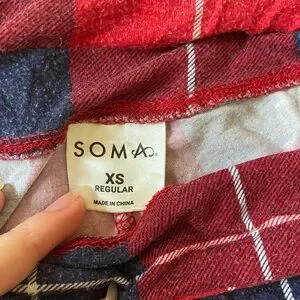 SOMA
XS
REGULAR
MADE IN CHINA